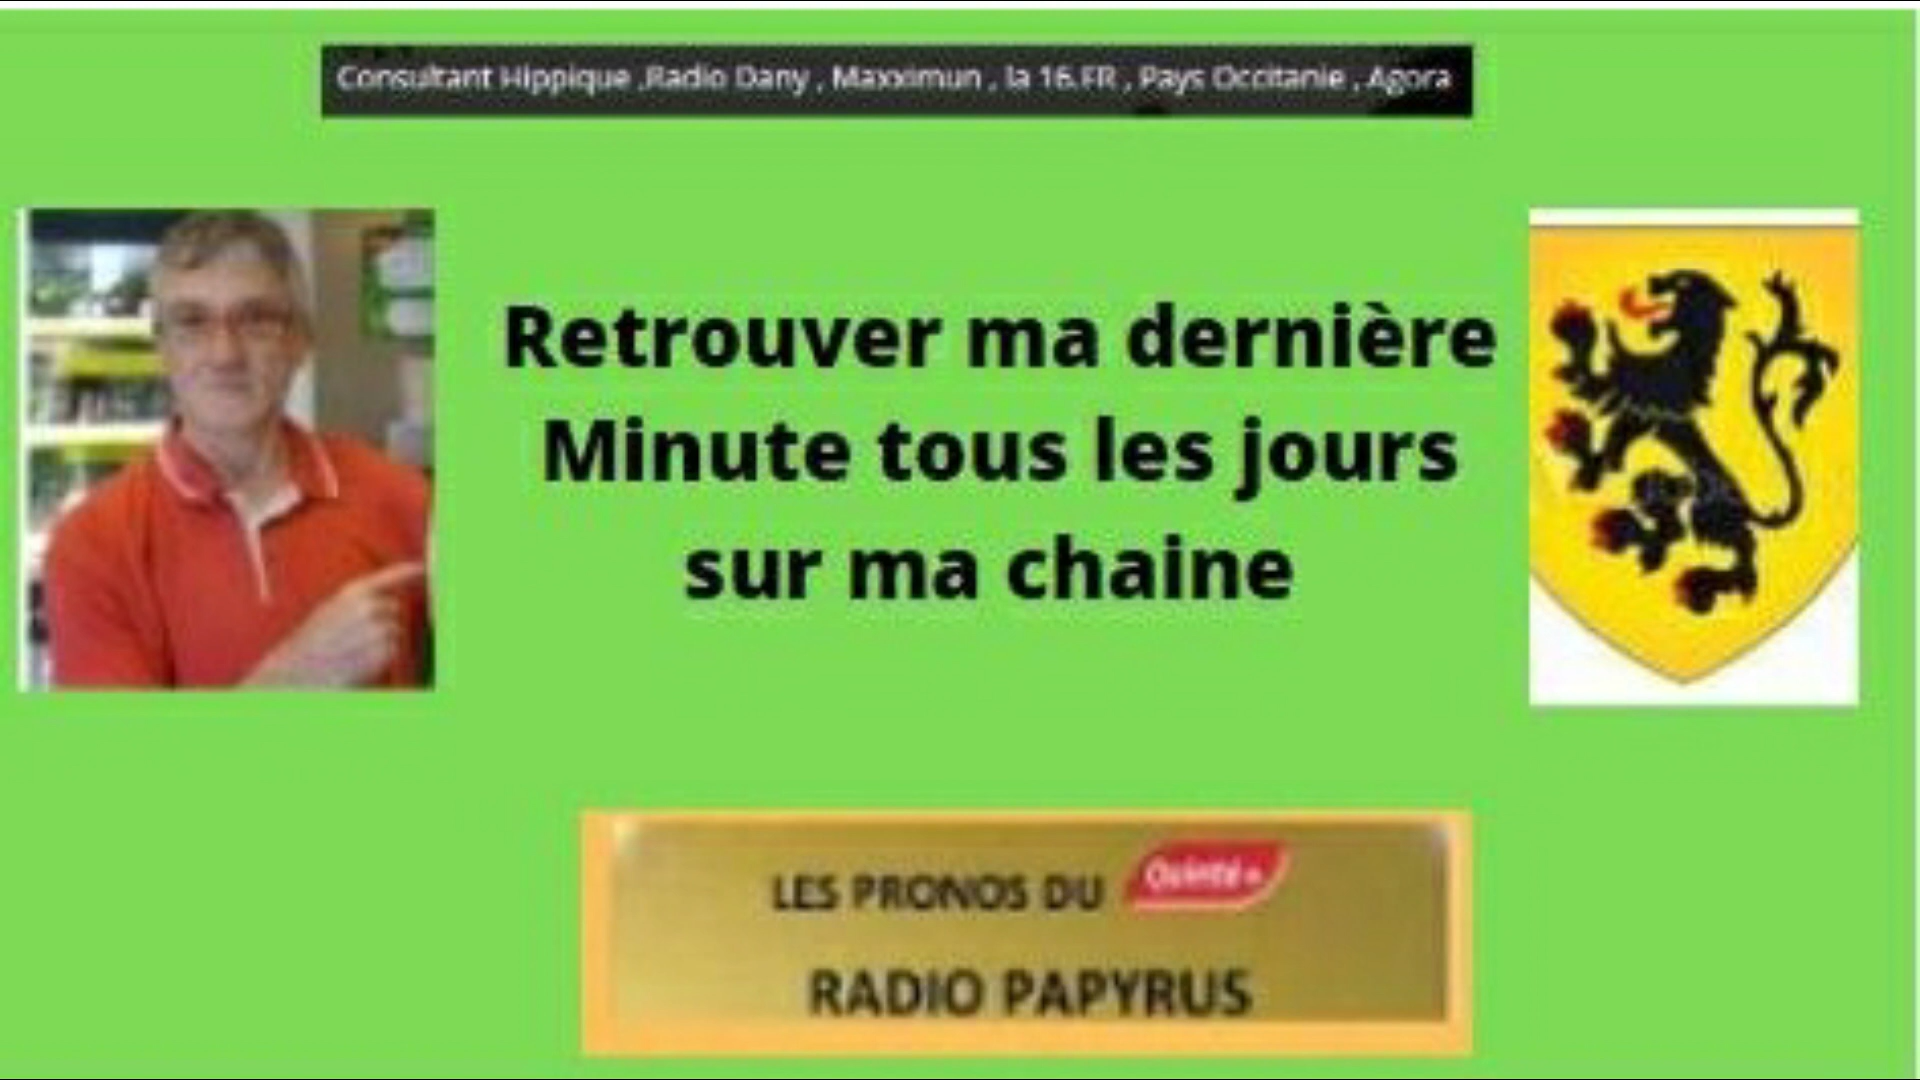 Consultant Hippique ,Radio Dany , Maxximun , la 16.FR , Pays Occitanie , Agora
Retrouver ma dernière
Minute tous les jours
sur ma chaine
LES PRONOS DU Quinté+
RADIO PAPYRUS